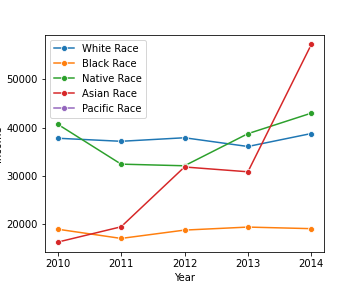 White Race
Black Race
Native Race
Asian Race
Pacific Race
50000
40000
30000
20000
2010
2011
2012
2013
2014
Year